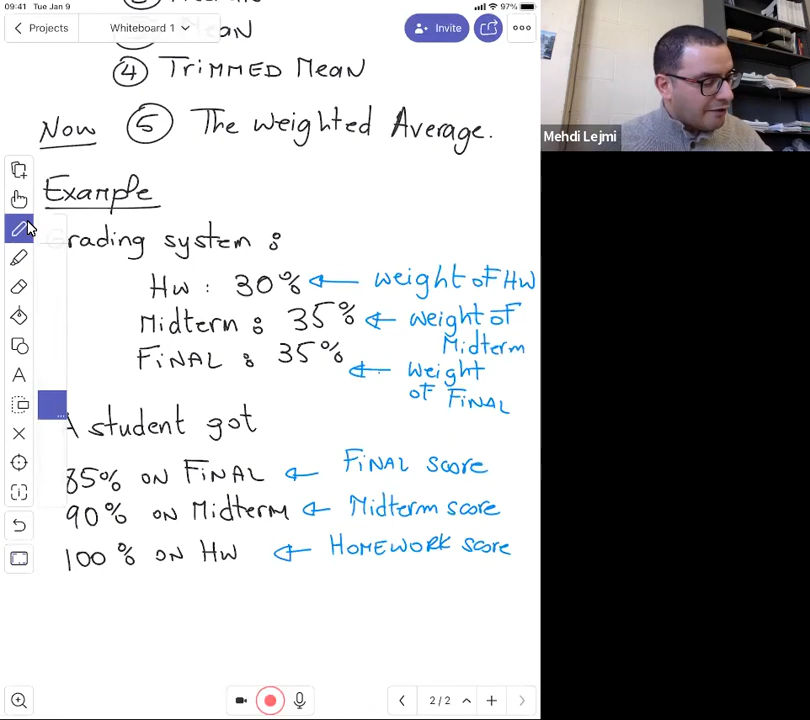 09:41 Tue Jan 9
97%
Projects
Whiteboard 1
Invite
Mean
④ Trimmed Mean
Now ⑤ The weighted Average.
Example
Grading system :
Hw : 30% ← weight of Hw
Midterm : 35% ← weight of Midterm
FINAL : 35% ← weight of FINAL
A student got
85% on FINAL ← FINAL score
90% on Midterm ← Midterm score
100% on Hw ← HOMEWORK score
Mehdi Lejmi
2/2